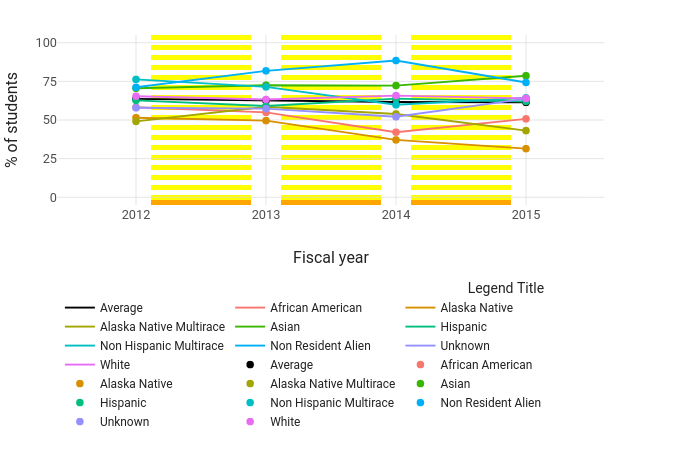 100
75
50
25
0
% of students
2012 2013 2014 2015
Fiscal year
Legend Title
Average African American Alaska Native
Alaska Native Multirace Asian Hispanic
Non Hispanic Multirace Non Resident Alien Unknown
White Average African American
Alaska Native Alaska Native Multirace Asian
Hispanic Non Hispanic Multirace Non Resident Alien
Unknown White